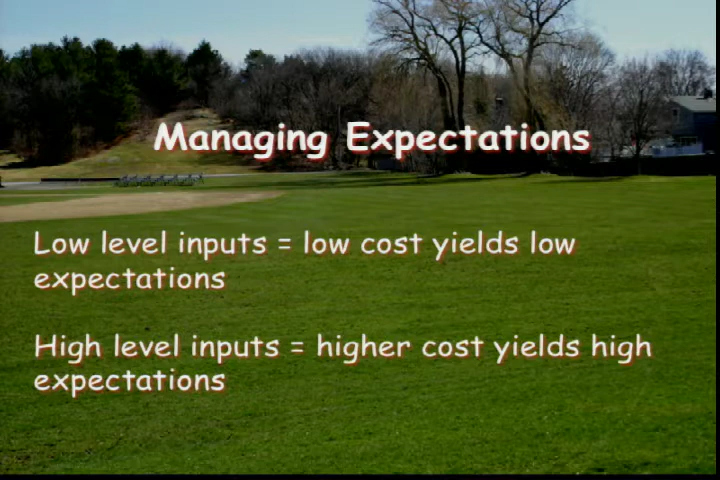 Managing Expectations
Low level inputs = low cost yields low
expectations
High level inputs = higher cost yields high
expectations